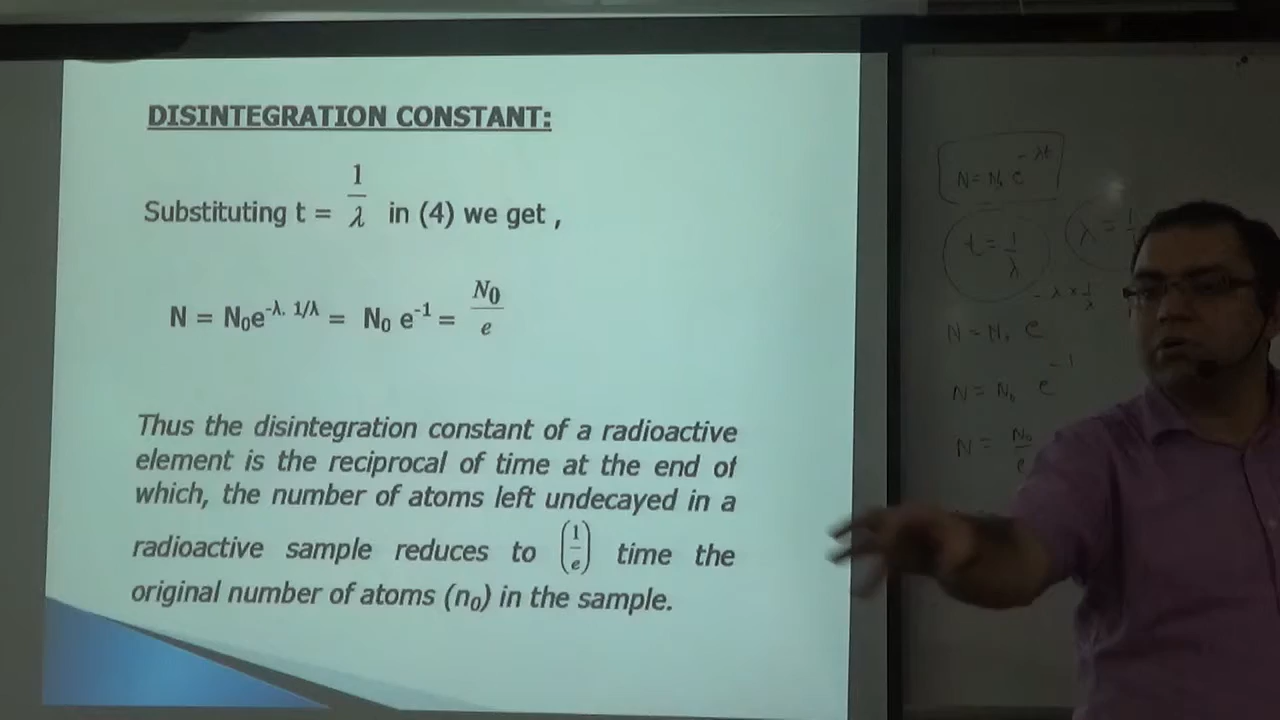 DISINTEGRATION CONSTANT:
Substituting t = 1/λ in (4) we get ,
N = N₀e^-λ. 1/λ = N₀ e⁻¹ = N₀/e
Thus the disintegration constant of a radioactive
element is the reciprocal of time at the end of
which, the number of atoms left undecayed in a
radioactive sample reduces to (1/e) time the
original number of atoms (n₀) in the sample.
N = N₀ e^-λt
t = 1/λ
N = N₀ e^-λ × 1/λ
N = N₀ e⁻¹
N = N₀/e